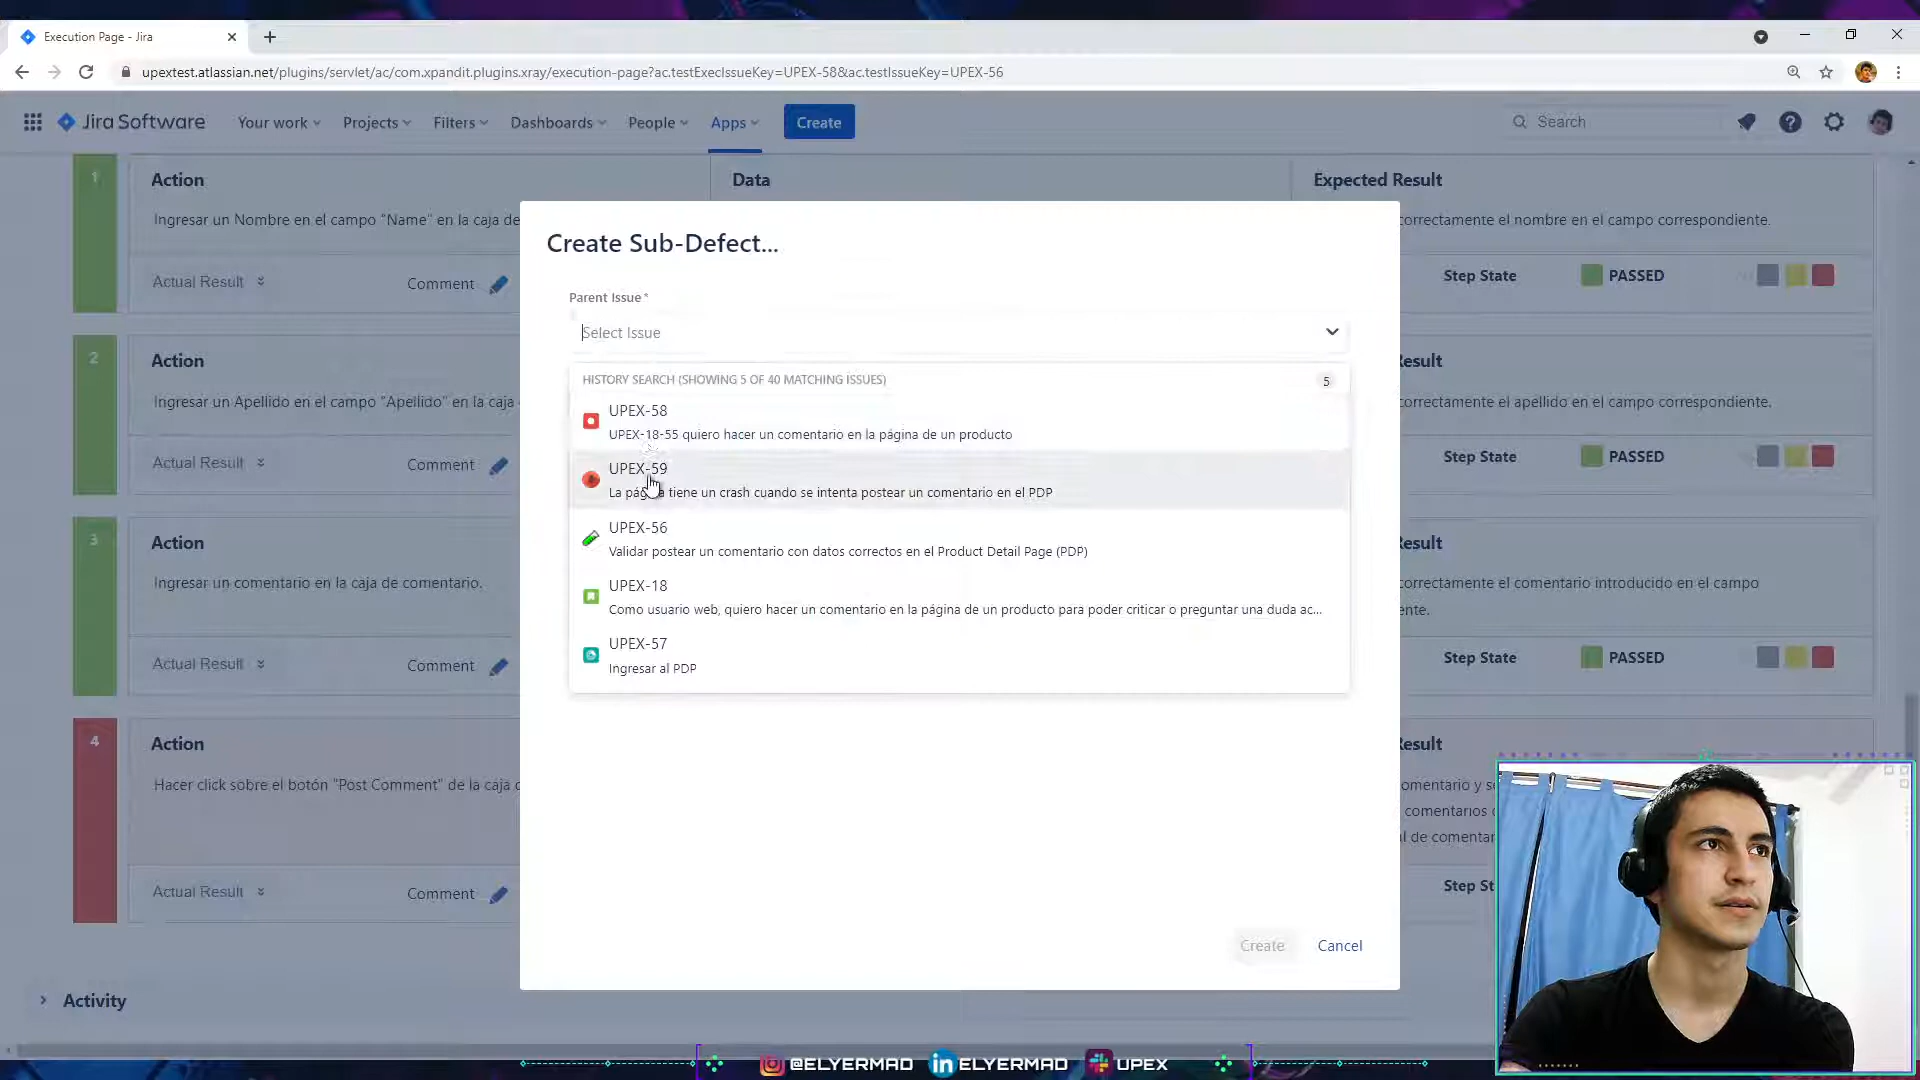 Execution Page - Jira
upextest.atlassian.net/plugins/servlet/ac/com.xpandit.plugins.xray/execution-page?ac.testExecIssueKey=UPEX-58&ac.testIssueKey=UPEX-56
Jira Software
Your work
Projects
Filters
Dashboards
People
Apps
Create
Search
1
Action
Data
Expected Result
Ingresar un Nombre en el campo "Name" en la caja de
correctamente el nombre en el campo correspondiente.
Actual Result
Comment
Step State
PASSED
2
Action
Result
Ingresar un Apellido en el campo "Apellido" en la caja
correctamente el apellido en el campo correspondiente.
Actual Result
Comment
Step State
PASSED
3
Action
Result
Ingresar un comentario en la caja de comentario.
correctamente el comentario introducido en el campo
nte.
Actual Result
Comment
Step State
PASSED
4
Action
Result
Hacer click sobre el botón "Post Comment" de la caja
omentario y se
comentarios
l de comentar
Actual Result
Comment
Step St
Activity
Create Sub-Defect...
Parent Issue *
Select Issue
HISTORY SEARCH (SHOWING 5 OF 40 MATCHING ISSUES)
5
UPEX-58
UPEX-18-55 quiero hacer un comentario en la página de un producto
UPEX-59
La página tiene un crash cuando se intenta postear un comentario en el PDP
UPEX-56
Validar postear un comentario con datos correctos en el Product Detail Page (PDP)
UPEX-18
Como usuario web, quiero hacer un comentario en la página de un producto para poder criticar o preguntar una duda ac...
UPEX-57
Ingresar al PDP
Create
Cancel
@ELYERMAD
in ELYERMAD
UPEX